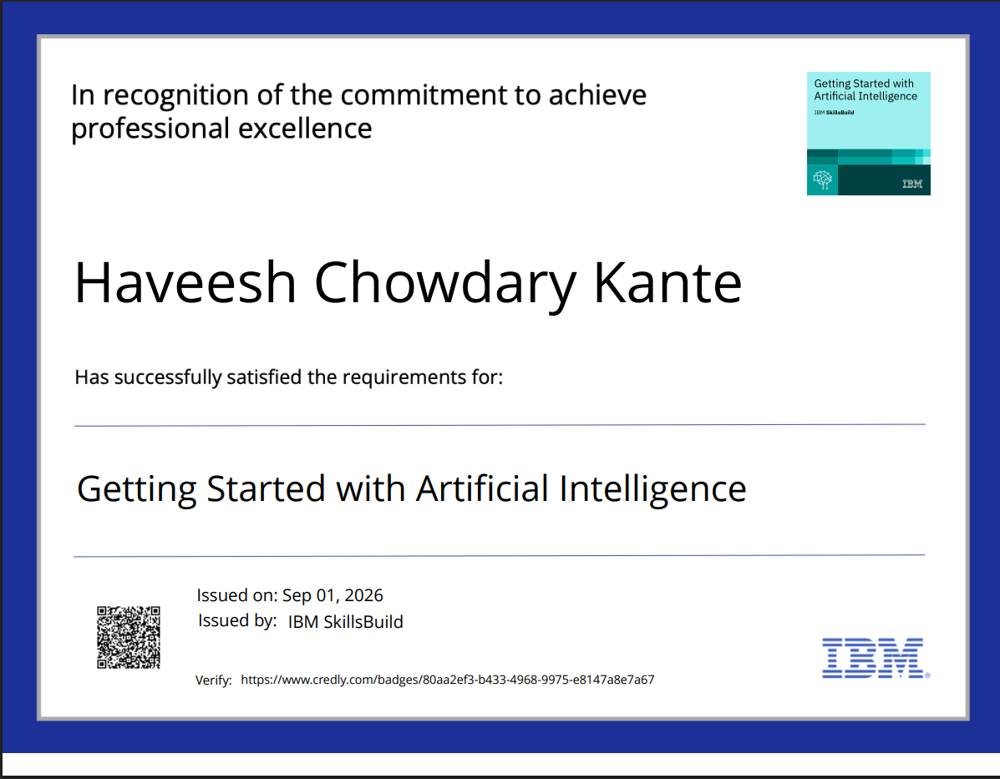 In recognition of the commitment to achieve
professional excellence
Getting Started with
Artificial Intelligence
IBM SkillsBuild
IBM
Haveesh Chowdary Kante
Has successfully satisfied the requirements for:
Getting Started with Artificial Intelligence
Issued on: Sep 01, 2026
Issued by: IBM SkillsBuild
IBM®
Verify: https://www.credly.com/badges/80aa2ef3-b433-4968-9975-e8147a8e7a67